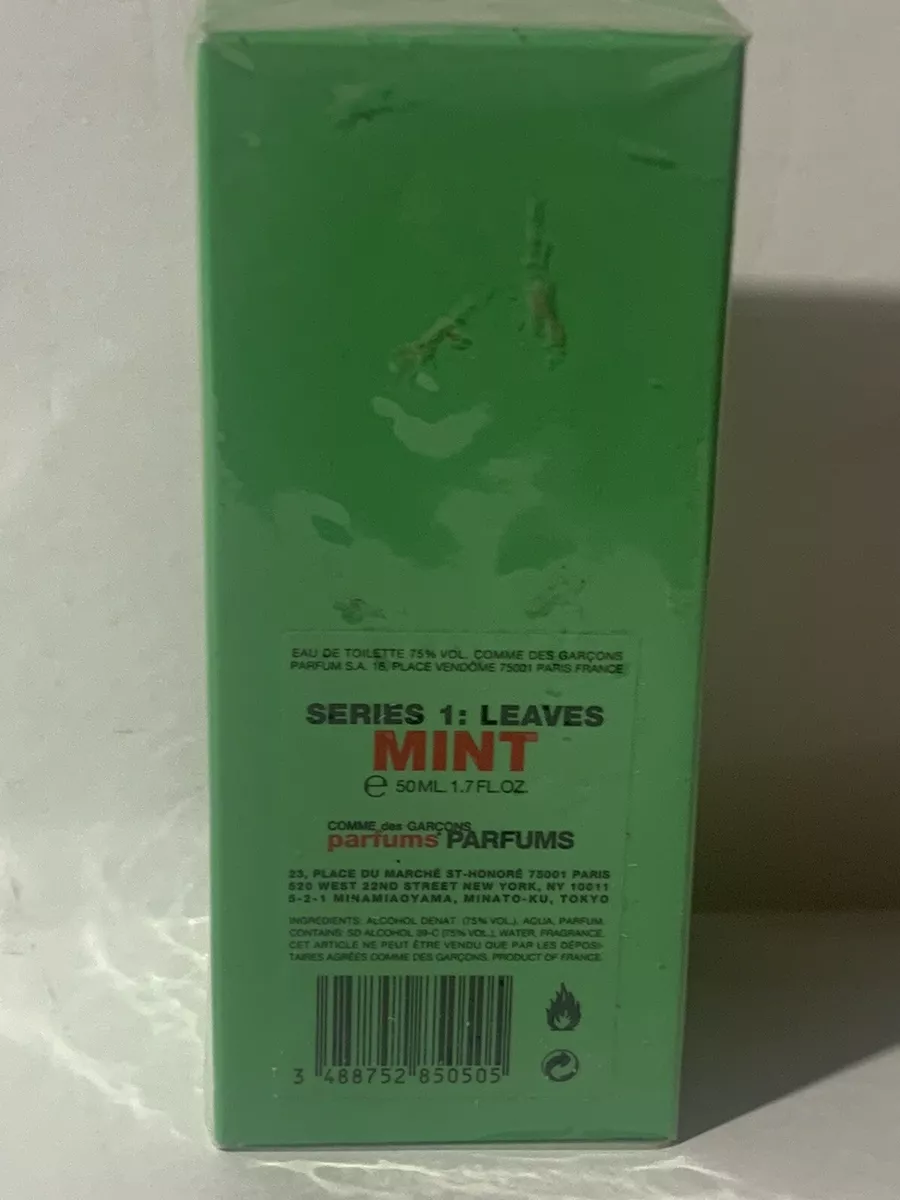 EAU DE TOILETTE 75% VOL. COMME DES GARÇONS
PARFUM S.A. 16, PLACE VENDÔME 75001 PARIS FRANCE
SERIES 1: LEAVES
MINT
℮ 50ML. 1.7FL.OZ.
COMME des GARÇONS
parfums PARFUMS
23, PLACE DU MARCHÉ ST-HONORÉ 75001 PARIS
520 WEST 22ND STREET NEW YORK, NY 10011
5-2-1 MINAMIAOYAMA, MINATO-KU, TOKYO
INGREDIENTS: ALCOHOL DENAT. (75% VOL.), AQUA, PARFUM.
CONTAINS: SD ALCOHOL 39-C (75% VOL.), WATER, FRAGRANCE.
CET ARTICLE NE PEUT ÊTRE VENDU QUE PAR LES DÉPOSI-
TAIRES AGRÉÉS COMME DES GARÇONS. PRODUCT OF FRANCE.
3 488752 850505